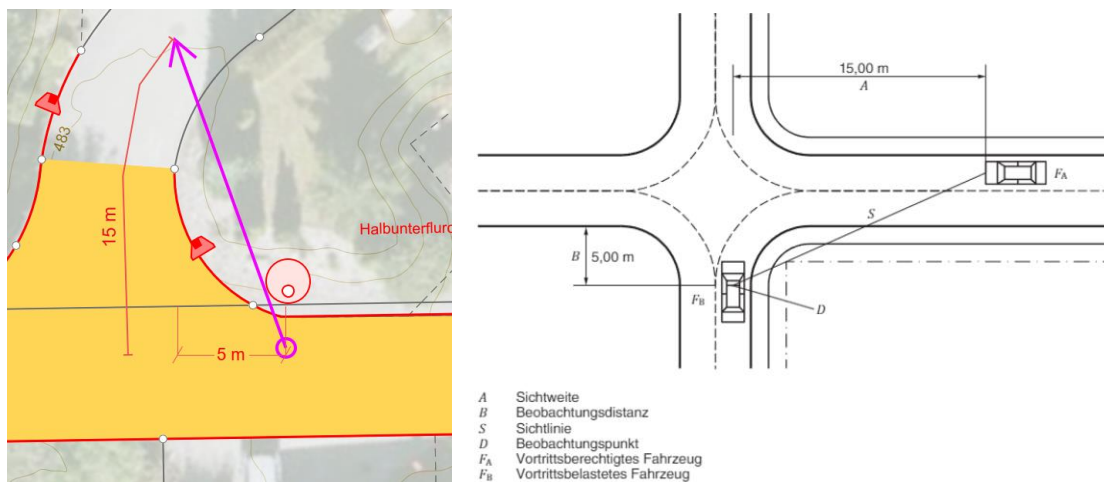 483
15 m
5 m
Halbunterflurc
15,00 m
A
F_A
S
B
5,00 m
F_B
D
A Sichtweite
B Beobachtungsdistanz
S Sichtlinie
D Beobachtungspunkt
F_A Vortrittsberechtigtes Fahrzeug
F_B Vortrittsbelastetes Fahrzeug